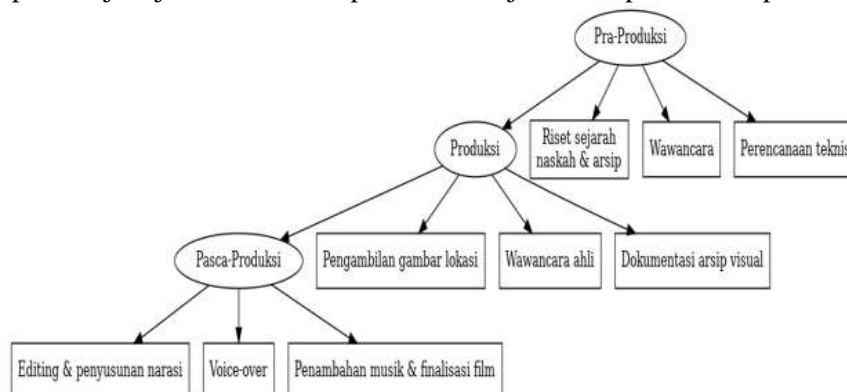 Pra-Produksi
Produksi
Riset sejarah
naskah & arsip
Wawancara
Perencanaan teknis
Pasca-Produksi
Pengambilan gambar lokasi
Wawancara ahli
Dokumentasi arsip visual
Editing & penyusunan narasi
Voice-over
Penambahan musik & finalisasi film